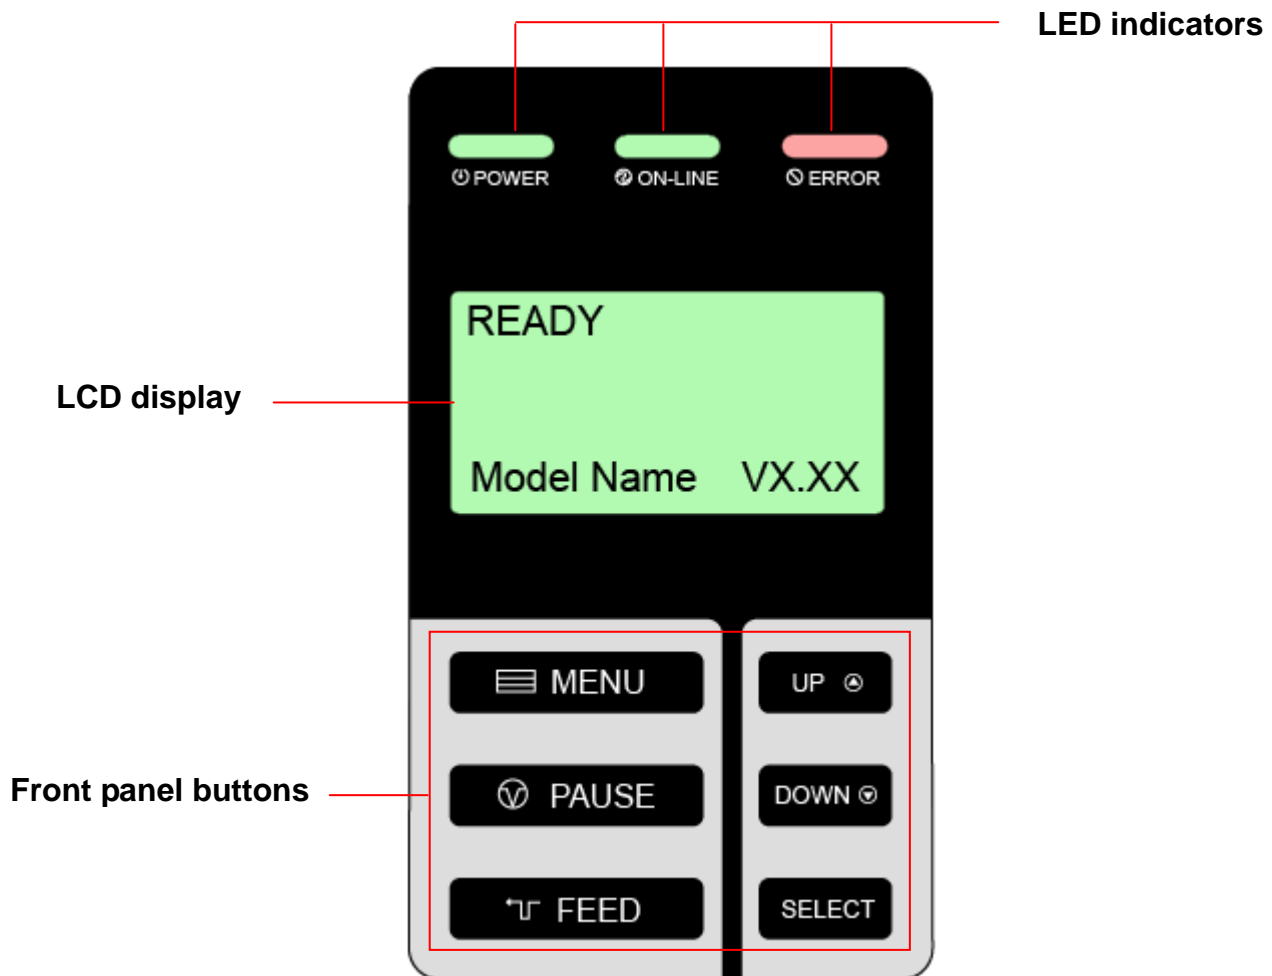 LED indicators
POWER
ON-LINE
ERROR
READY
LCD display
Model Name VX.XX
MENU
UP
Front panel buttons
PAUSE
DOWN
FEED
SELECT